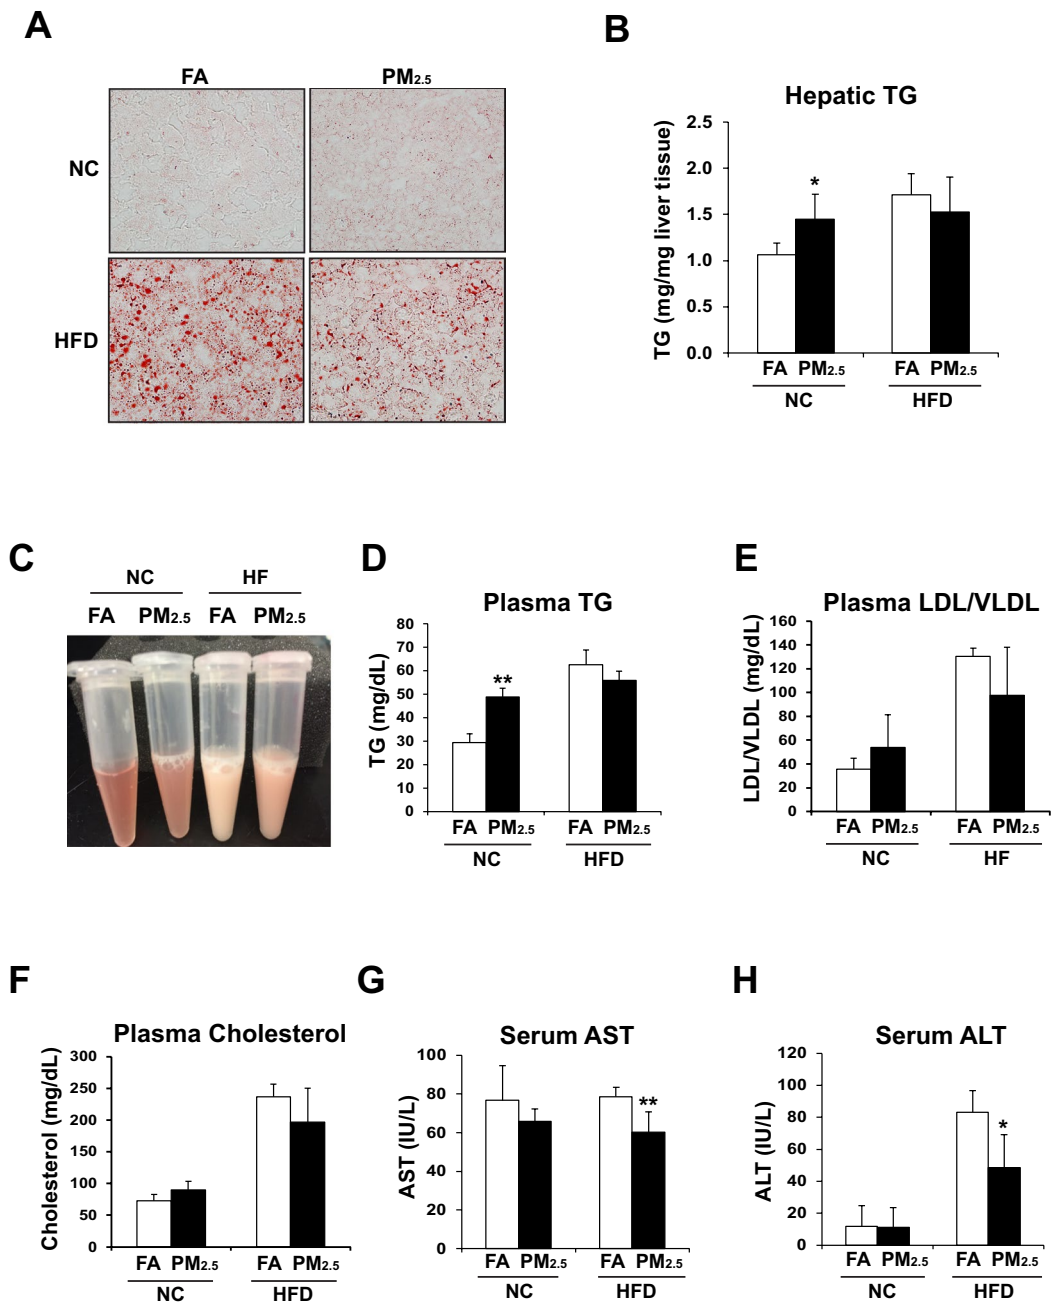 A
FA PM2.5
NC
HFD
B
Hepatic TG
TG (mg/mg liver tissue)
2.5
2.0
1.5
1.0
0.5
0.0
*
FA PM2.5 FA PM2.5
NC HFD
C
NC HF
FA PM2.5 FA PM2.5
D
Plasma TG
TG (mg/dL)
80
70
60
50
40
30
20
10
0
**
FA PM2.5 FA PM2.5
NC HFD
E
Plasma LDL/VLDL
LDL/VLDL (mg/dL)
160
140
120
100
80
60
40
20
0
FA PM2.5 FA PM2.5
NC HF
F
Plasma Cholesterol
Cholesterol (mg/dL)
300
250
200
150
100
50
0
FA PM2.5 FA PM2.5
NC HFD
G
Serum AST
AST (IU/L)
100
80
60
40
20
0
**
FA PM2.5 FA PM2.5
NC HFD
H
Serum ALT
ALT (IU/L)
120
100
80
60
40
20
0
*
FA PM2.5 FA PM2.5
NC HFD